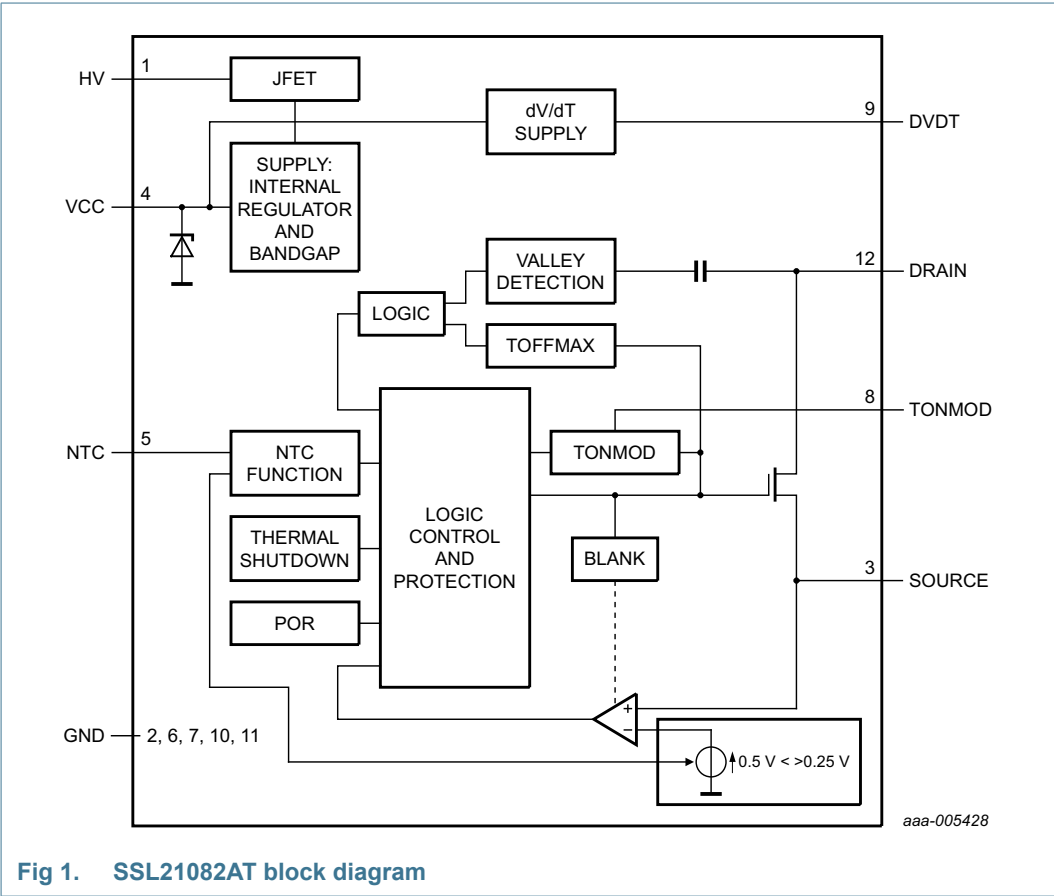 HV
1
JFET
dV/dT
SUPPLY
9
DVDT
SUPPLY:
INTERNAL
REGULATOR
AND
BANDGAP
VCC
4
VALLEY
DETECTION
12
DRAIN
LOGIC
TOFFMAX
8
TONMOD
NTC
5
NTC
FUNCTION
TONMOD
THERMAL
SHUTDOWN
LOGIC
CONTROL
AND
PROTECTION
BLANK
3
SOURCE
POR
+
−
GND
2, 6, 7, 10, 11
0.5 V < >0.25 V
aaa-005428
Fig 1. SSL21082AT block diagram